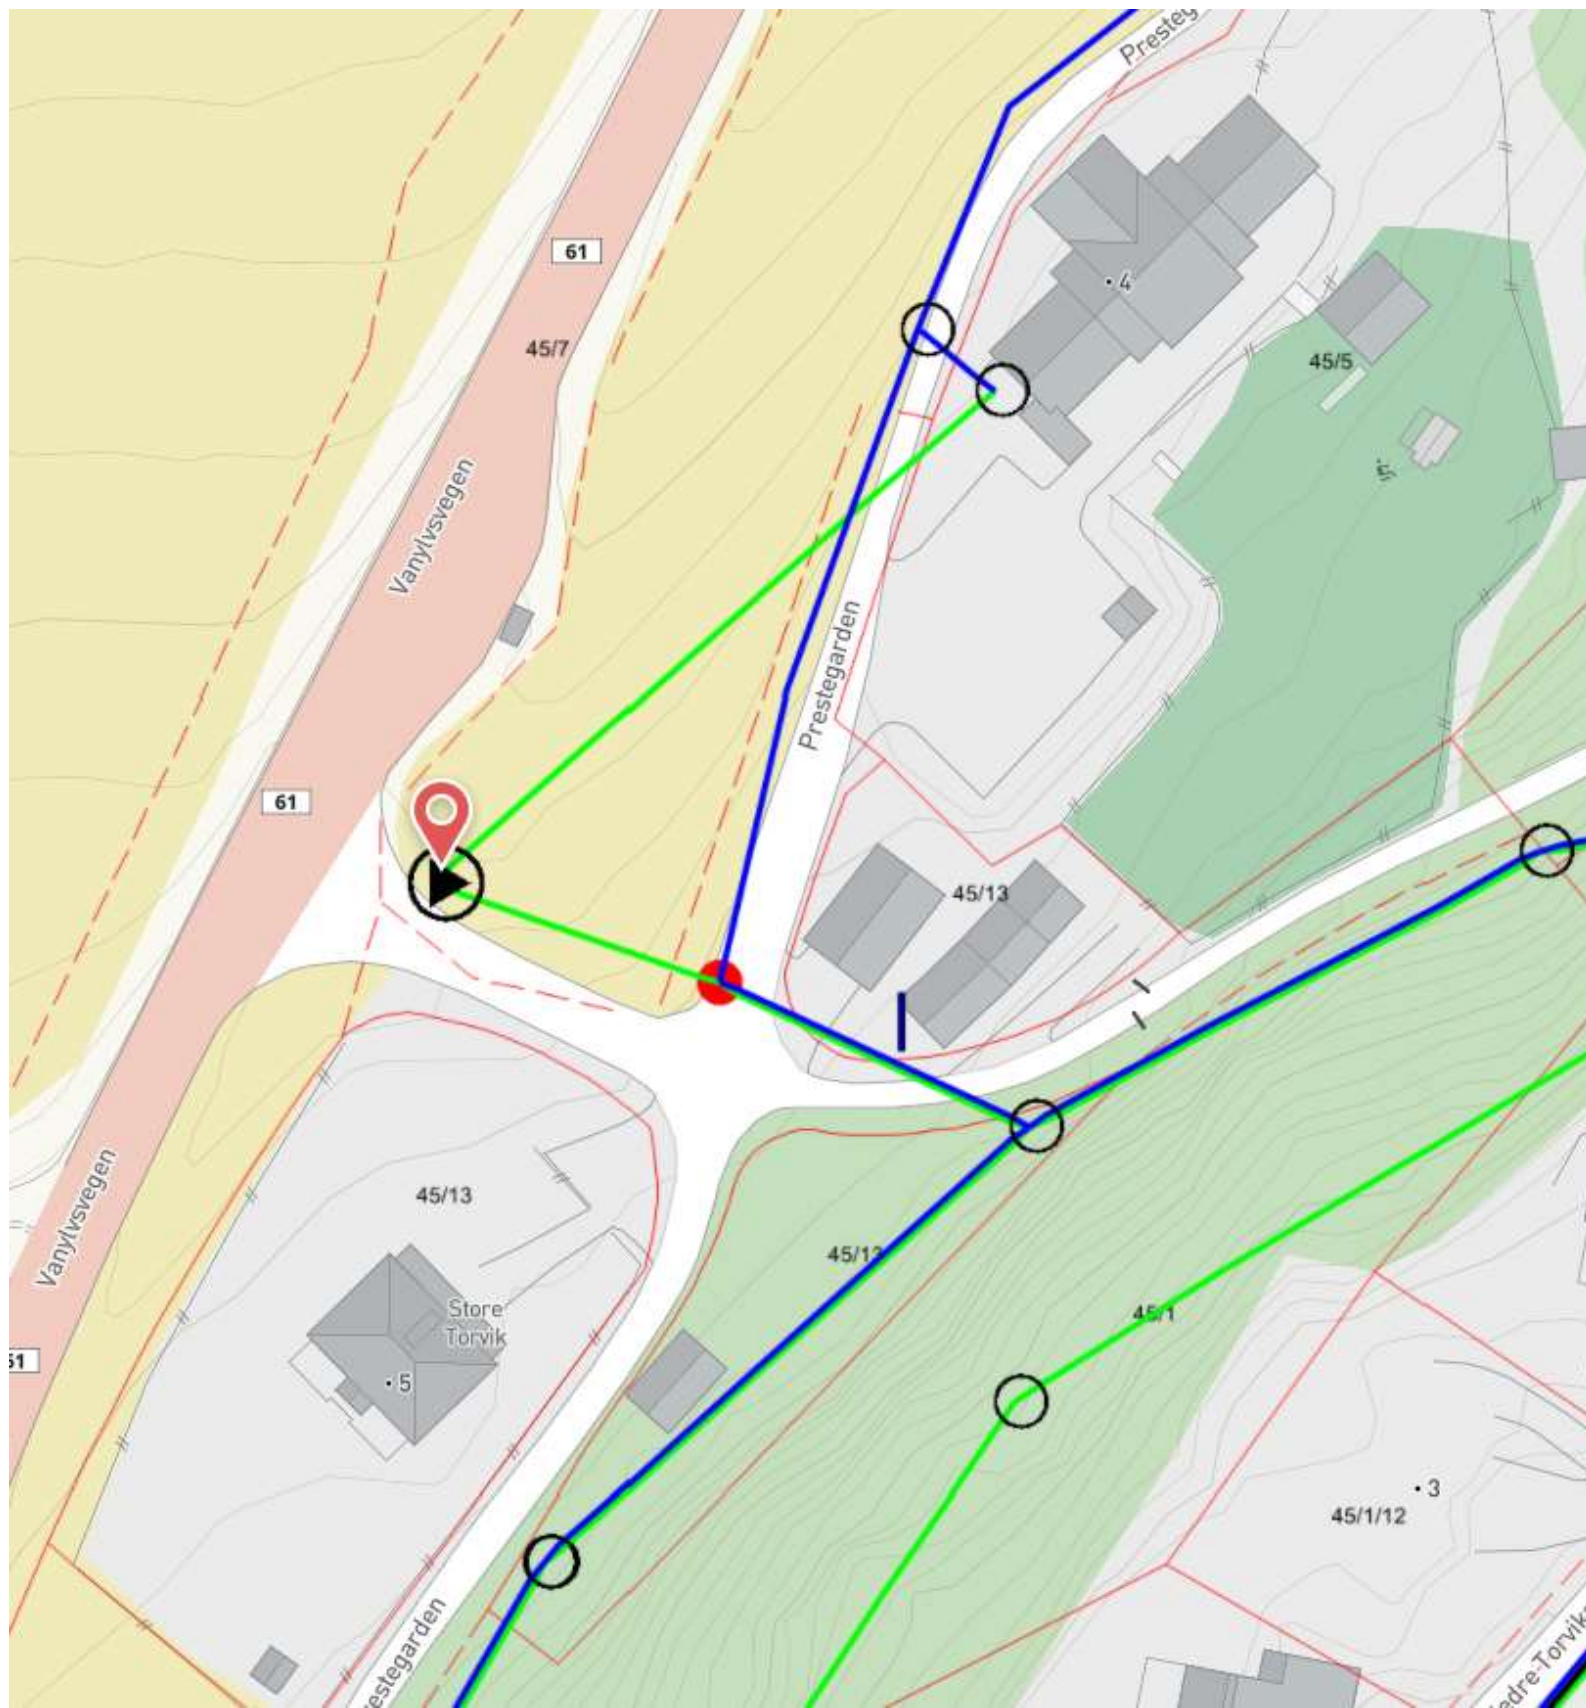 Presteg
4
61
45/7
45/5
Vanylvsvegen
Prestegarden
61
45/13
45/13
45/13
Vanylvsvegen
Store
Torvik
45/1
61
5
3
45/1/12
estegarden
edre-Torvik